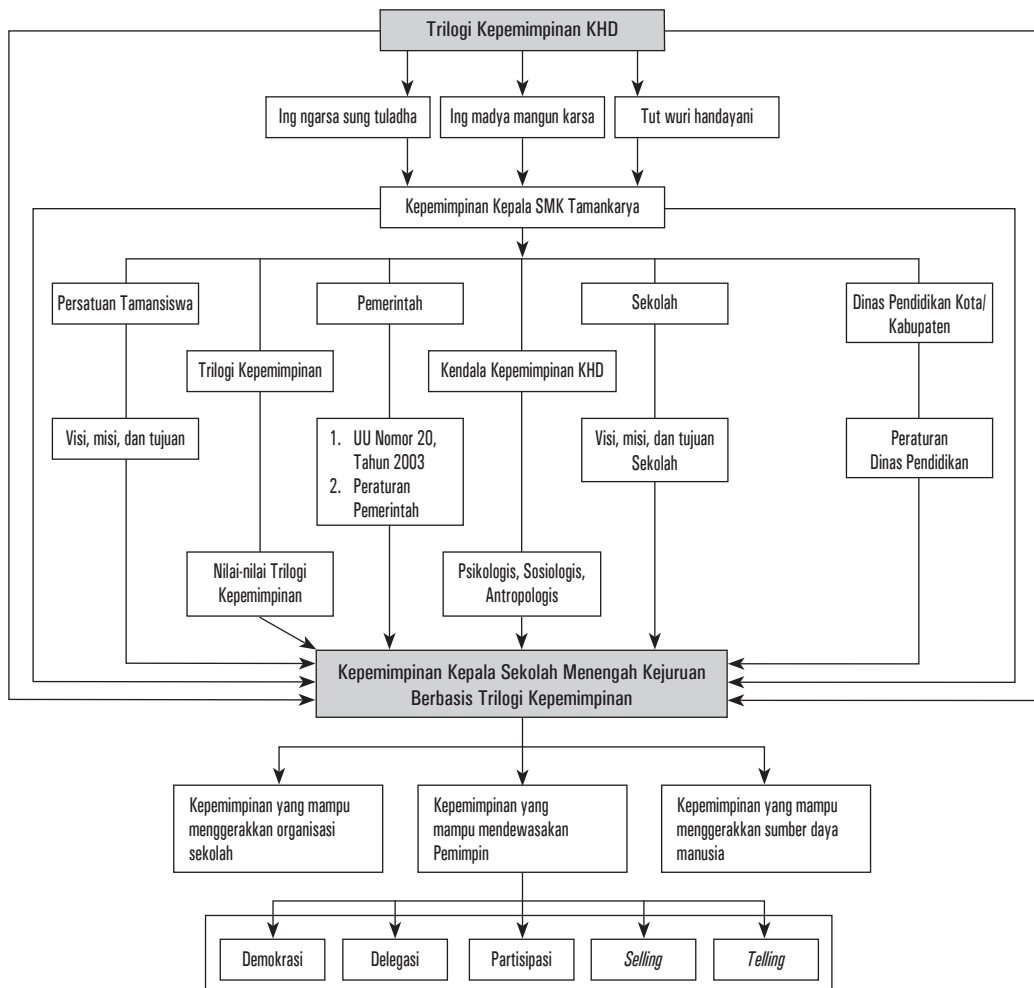 Trilogi Kepemimpinan KHD
Ing ngarsa sung tuladha
Ing madya mangun karsa
Tut wuri handayani
Kepemimpinan Kepala SMK Tamankarya
Persatuan Tamansiswa
Pemerintah
Sekolah
Dinas Pendidikan Kota/
Kabupaten
Trilogi Kepemimpinan
Kendala Kepemimpinan KHD
Visi, misi, dan tujuan
1. UU Nomor 20,
Tahun 2003
2. Peraturan
Pemerintah
Visi, misi, dan tujuan
Sekolah
Peraturan
Dinas Pendidikan
Nilai-nilai Trilogi
Kepemimpinan
Psikologis, Sosiologis,
Antropologis
Kepemimpinan Kepala Sekolah Menengah Kejuruan
Berbasis Trilogi Kepemimpinan
Kepemimpinan yang mampu
menggerakkan organisasi
sekolah
Kepemimpinan yang
mampu mendewasakan
Pemimpin
Kepemimpinan yang mampu
menggerakkan sumber daya
manusia
Demokrasi
Delegasi
Partisipasi
Selling
Telling